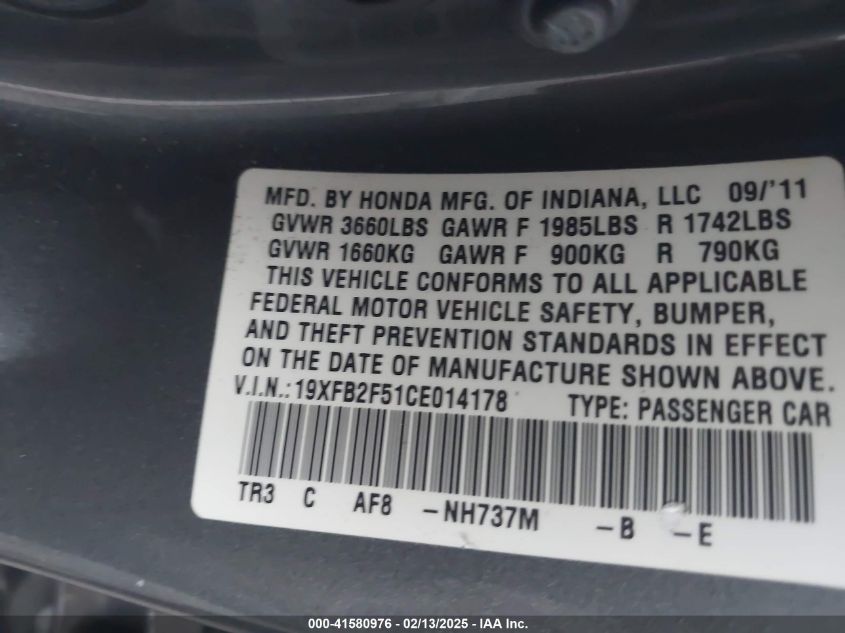 MFD. BY HONDA MFG. OF INDIANA, LLC 09/'11
GVWR 3660LBS GAWR F 1985LBS R 1742LBS
GVWR 1660KG GAWR F 900KG R 790KG
THIS VEHICLE CONFORMS TO ALL APPLICABLE
FEDERAL MOTOR VEHICLE SAFETY, BUMPER,
AND THEFT PREVENTION STANDARDS IN EFFECT
ON THE DATE OF MANUFACTURE SHOWN ABOVE.
V.I.N.: 19XFB2F51CE014178 TYPE: PASSENGER CAR
TR3 C AF8 -NH737M -B -E
000-41580976 / 02/13/2025 - IAA Inc.